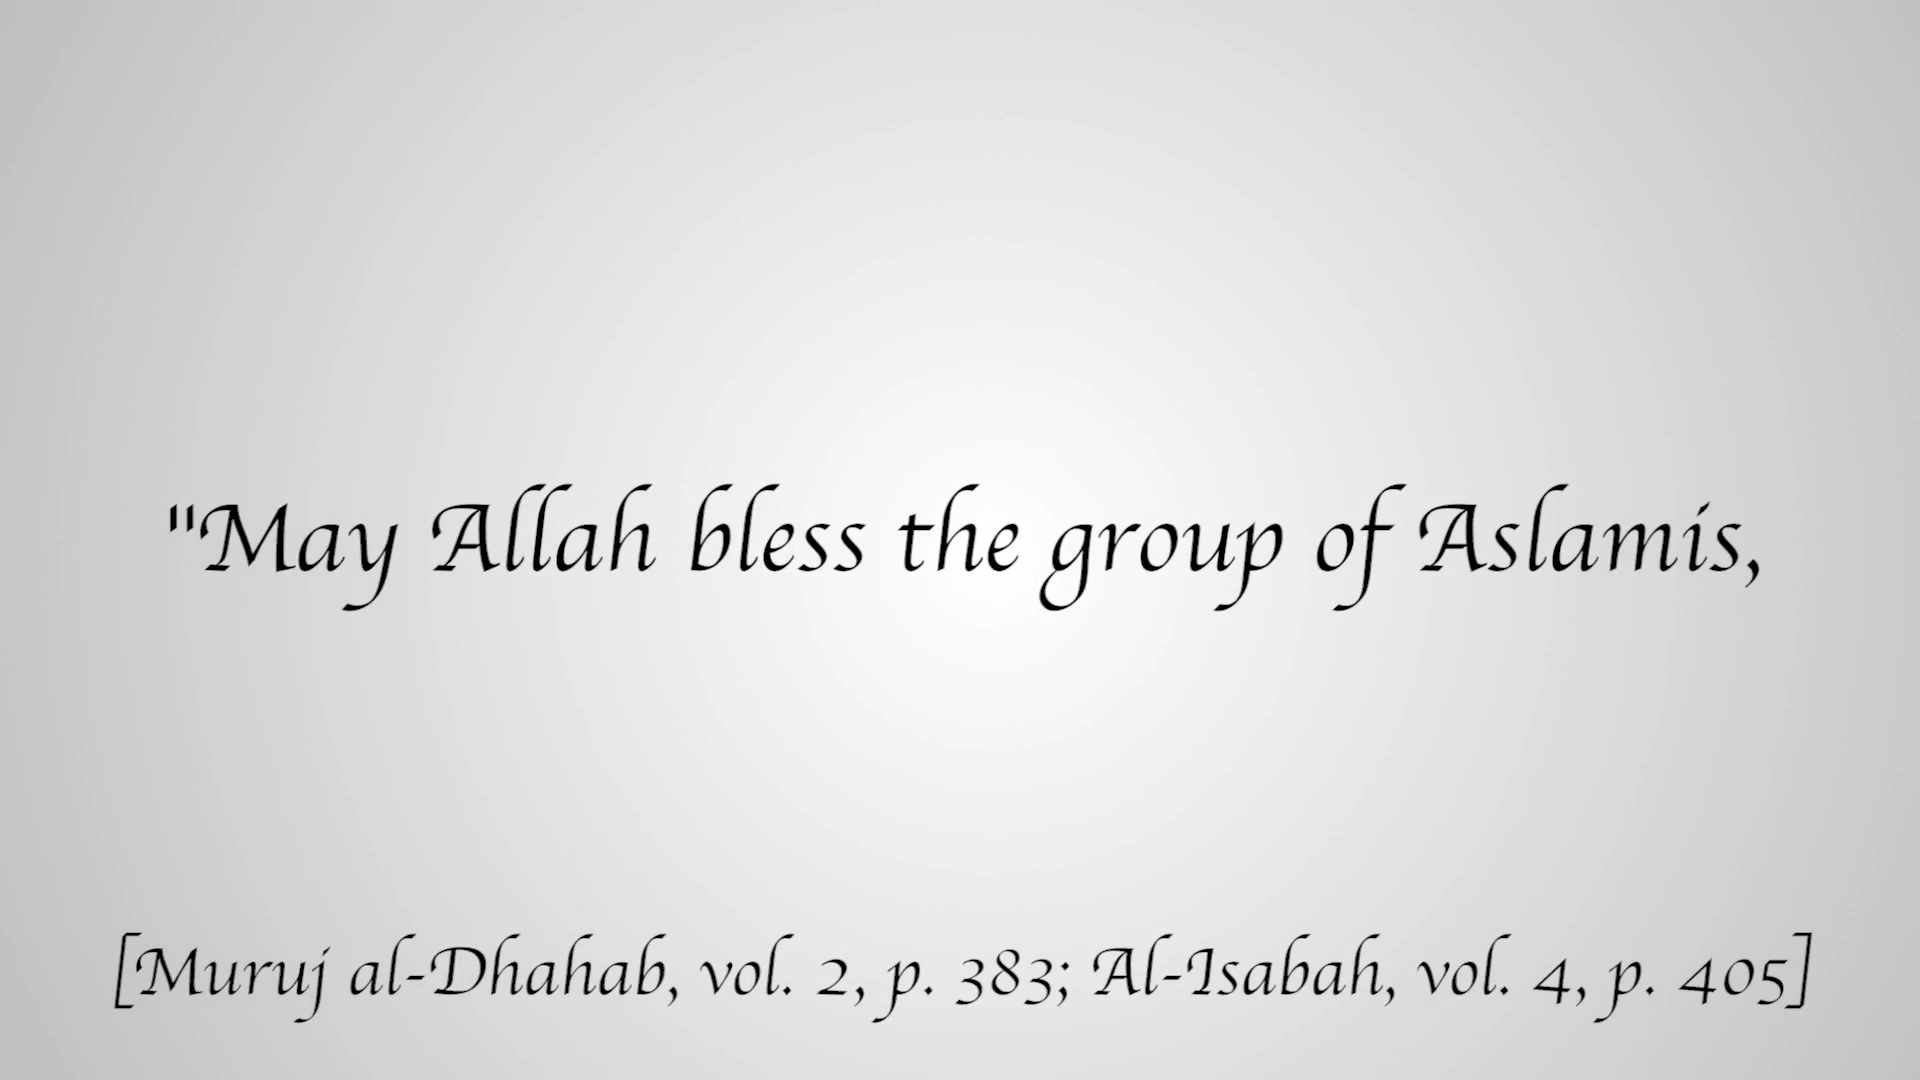 "May Allah bless the group of Aslamis,
[Muruj al-Dhahab, vol. 2, p. 383; Al-Isabah, vol. 4, p. 405]